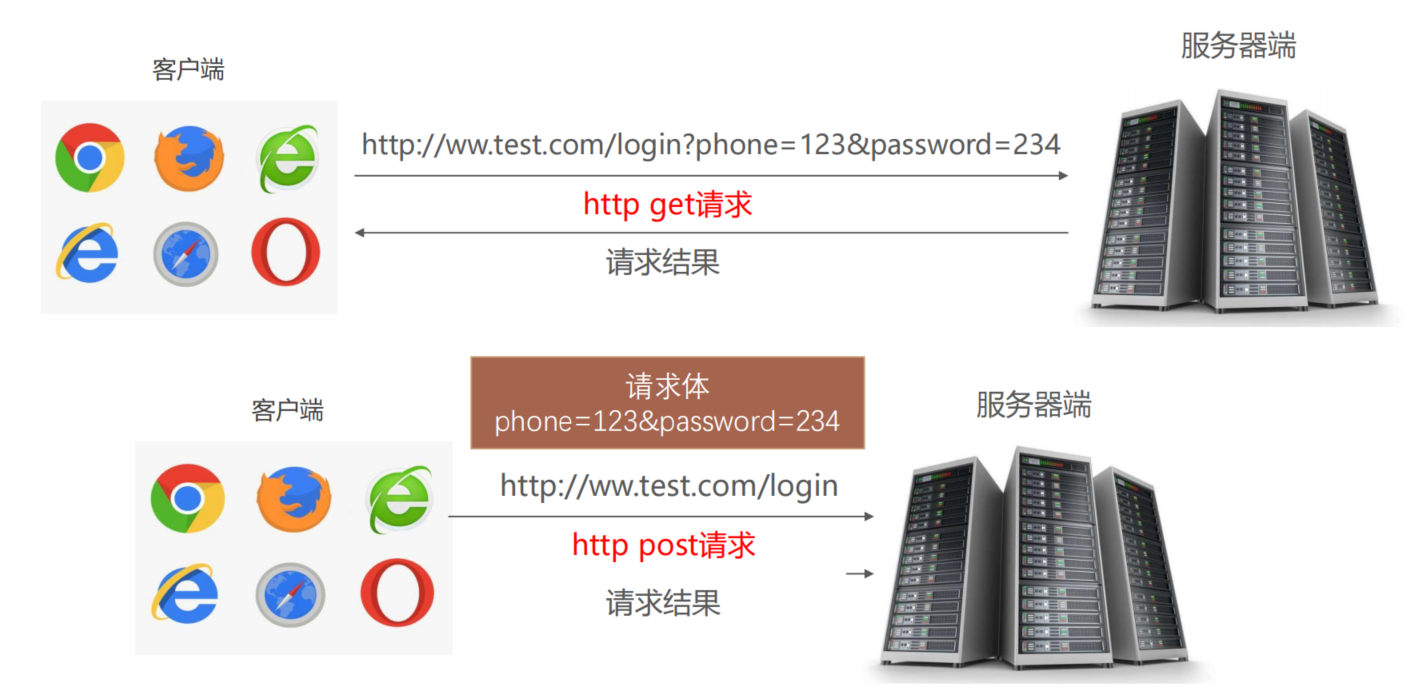 客户端
服务器端
http://ww.test.com/login?phone=123&password=234
http get请求
请求结果
请求体
phone=123&password=234
客户端
服务器端
http://ww.test.com/login
http post请求
请求结果